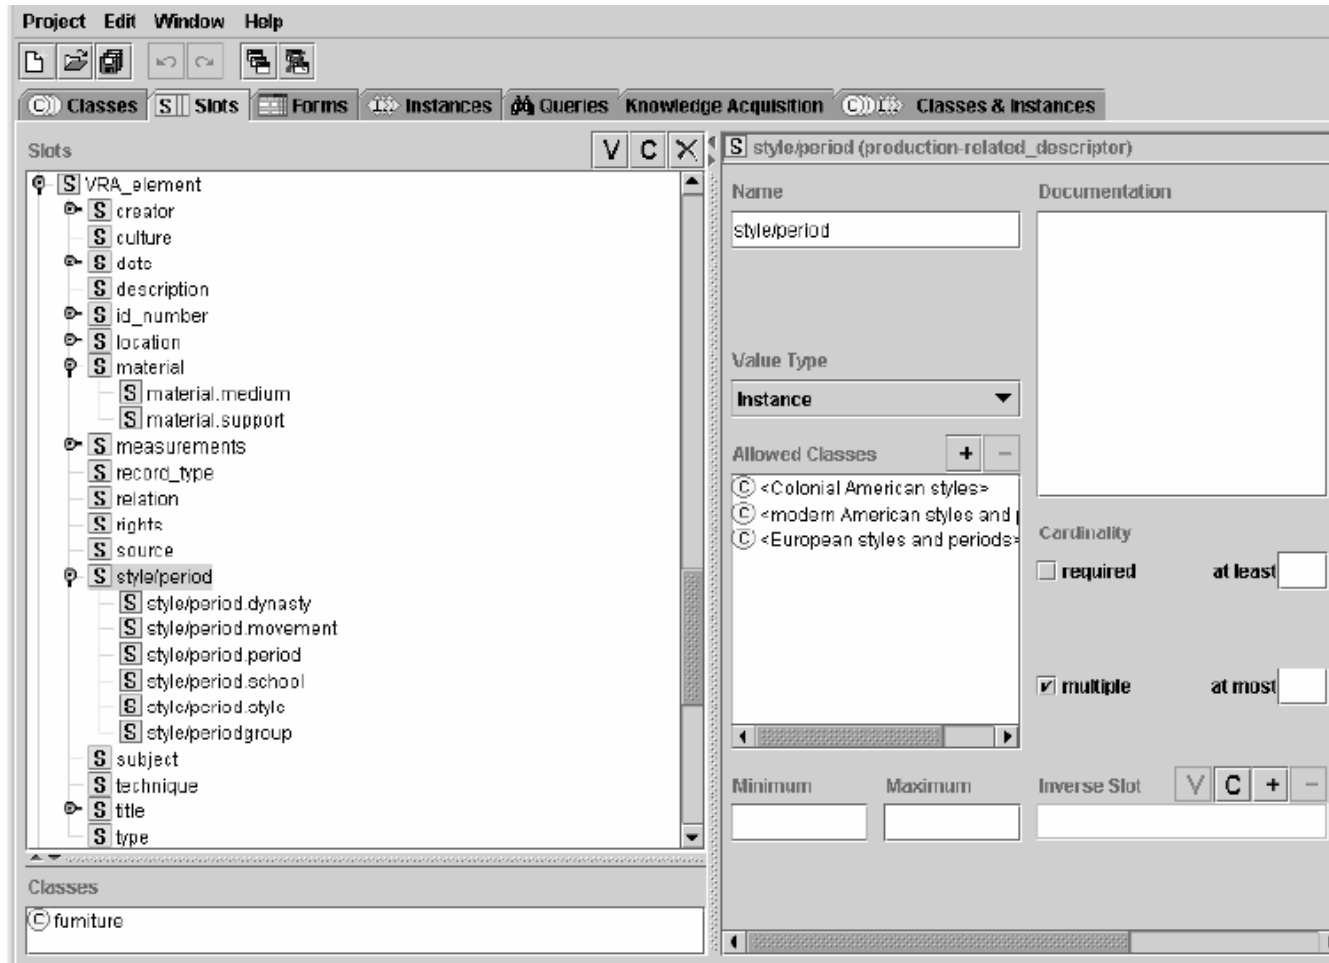 Project Edit Window Help
Classes S Slots Forms Instances Queries Knowledge Acquisition Classes & Instances
Slots V C
S style/period (production-related_descriptor)
S VRA_element
S creator
S culture
S date
S description
S id_number
S location
S material
S material.medium
S material.support
S measurements
S record_type
S relation
S rights
S source
S style/period
S style/period.dynasty
S style/period.movement
S style/period.period
S style/period.school
S style/period.style
S style/periodgroup
S subject
S technique
S title
S type
Classes
C furniture
Name
style/period
Documentation
Value Type
Instance
Allowed Classes + -
C <Colonial American styles>
C <modern American styles and
C <European styles and periods>
Cardinality
required at least
multiple at most
Minimum Maximum Inverse Slot V C + -